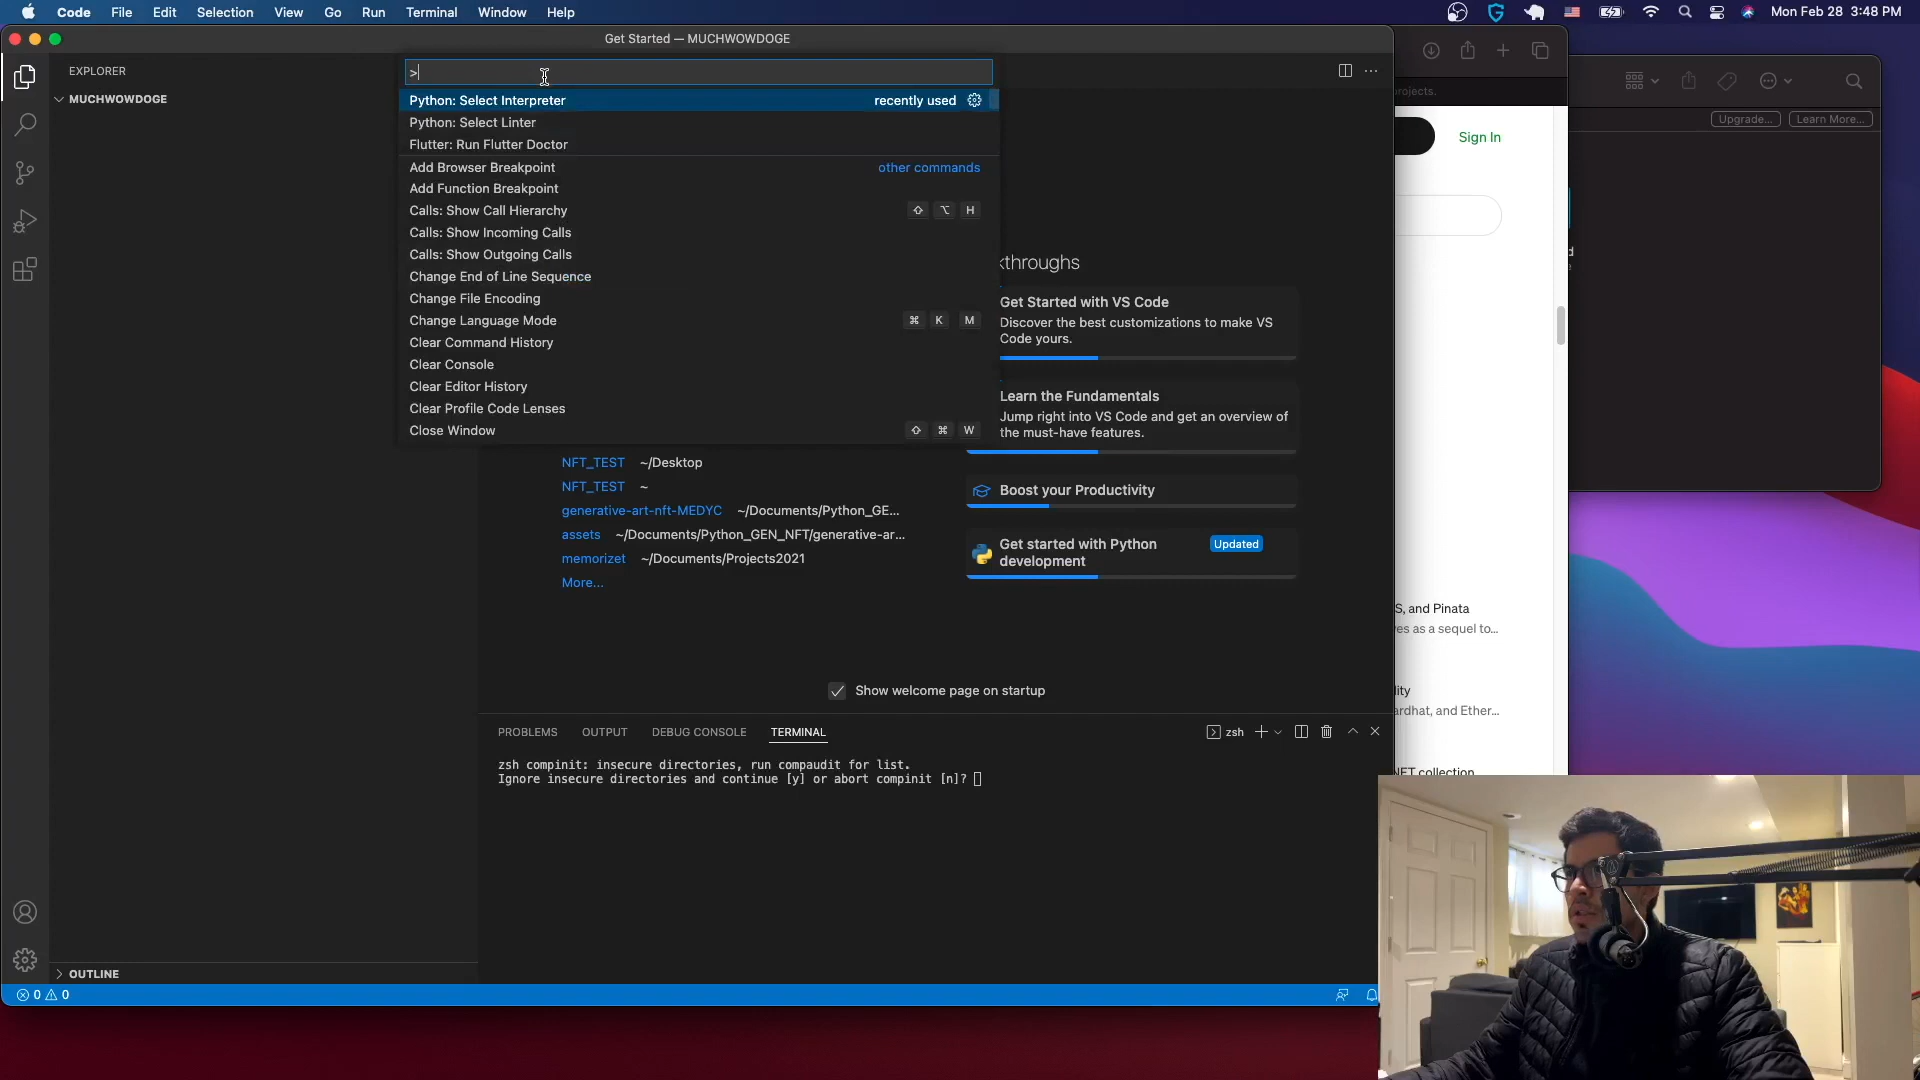 Code File Edit Selection View Go Run Terminal Window Help
Mon Feb 28 3:48 PM
Get Started — MUCHWOWDOGE
EXPLORER
MUCHWOWDOGE
>
Python: Select Interpreter recently used
Python: Select Linter
Flutter: Run Flutter Doctor
Add Browser Breakpoint other commands
Add Function Breakpoint
Calls: Show Call Hierarchy ⇧ ⌥ H
Calls: Show Incoming Calls
Calls: Show Outgoing Calls
Change End of Line Sequence
Change File Encoding
Change Language Mode ⌘ K M
Clear Command History
Clear Console
Clear Editor History
Clear Profile Code Lenses
Close Window ⇧ ⌘ W
kthroughs
Get Started with VS Code
Discover the best customizations to make VS
Code yours.
Learn the Fundamentals
Jump right into VS Code and get an overview of
the must-have features.
Boost your Productivity
Get started with Python
development
Updated
NFT_TEST ~/Desktop
NFT_TEST ~
generative-art-nft-MEDYC ~/Documents/Python_GE...
assets ~/Documents/Python_GEN_NFT/generative-ar...
memorizet ~/Documents/Projects2021
More...
Show welcome page on startup
PROBLEMS OUTPUT DEBUG CONSOLE TERMINAL
zsh
zsh compinit: insecure directories, run compaudit for list.
Ignore insecure directories and continue [y] or abort compinit [n]?
OUTLINE
0 0
projects.
Sign In
Upgrade... Learn More...
d
S, and Pinata
ves as a sequel to...
lity
ardhat, and Ether...
NFT collection